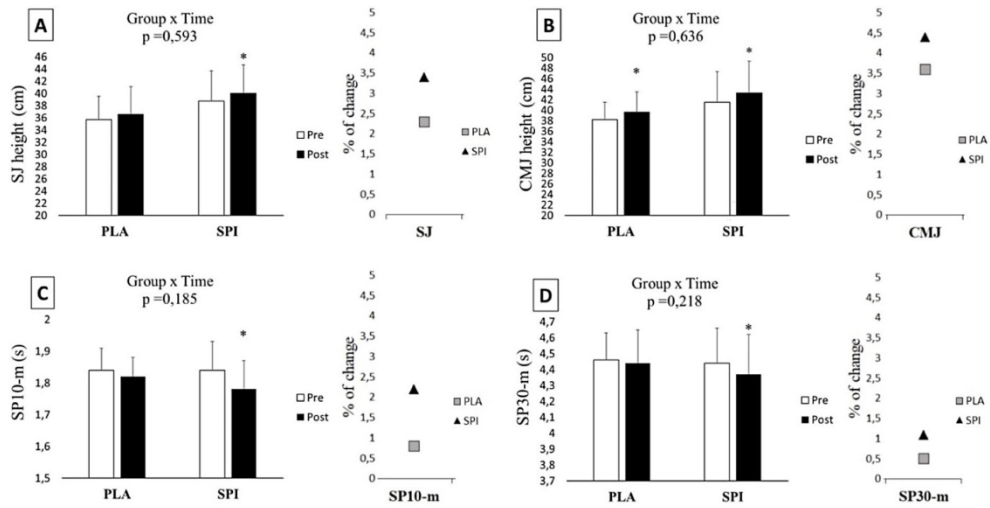 A
Group x Time
p =0,593
SJ height (cm)
46
44
42
40
38
36
34
32
30
28
26
24
22
20
*
PLA
SPI
Pre
Post
% of change
5
4,5
4
3,5
3
2,5
2
1,5
1
0,5
0
SJ
PLA
SPI
B
Group x Time
p =0,636
CMJ height (cm)
50
48
46
44
42
40
38
36
34
32
30
28
26
24
22
20
*
*
PLA
SPI
Pre
Post
% of change
5
4,5
4
3,5
3
2,5
2
1,5
1
0,5
0
CMJ
PLA
SPI
C
Group x Time
p =0,185
SP10-m (s)
2
1,9
1,8
1,7
1,6
1,5
*
PLA
SPI
Pre
Post
% of change
5
4,5
4
3,5
3
2,5
2
1,5
1
0,5
0
SP10-m
PLA
SPI
D
Group x Time
p =0,218
SP30-m (s)
4,7
4,6
4,5
4,4
4,3
4,2
4,1
4
3,9
3,8
3,7
*
PLA
SPI
Pre
Post
% of change
5
4,5
4
3,5
3
2,5
2
1,5
1
0,5
0
SP30-m
PLA
SPI